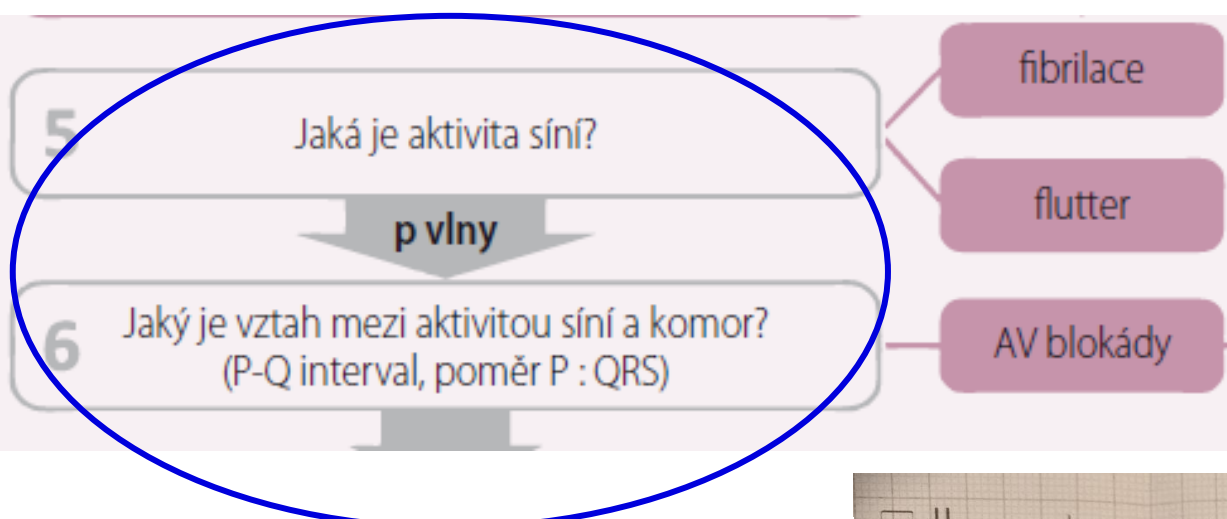 5
Jaká je aktivita síní?
fibrilace
flutter
p vlny
6
Jaký je vztah mezi aktivitou síní a komor?
(P-Q interval, poměr P : QRS)
AV blokády